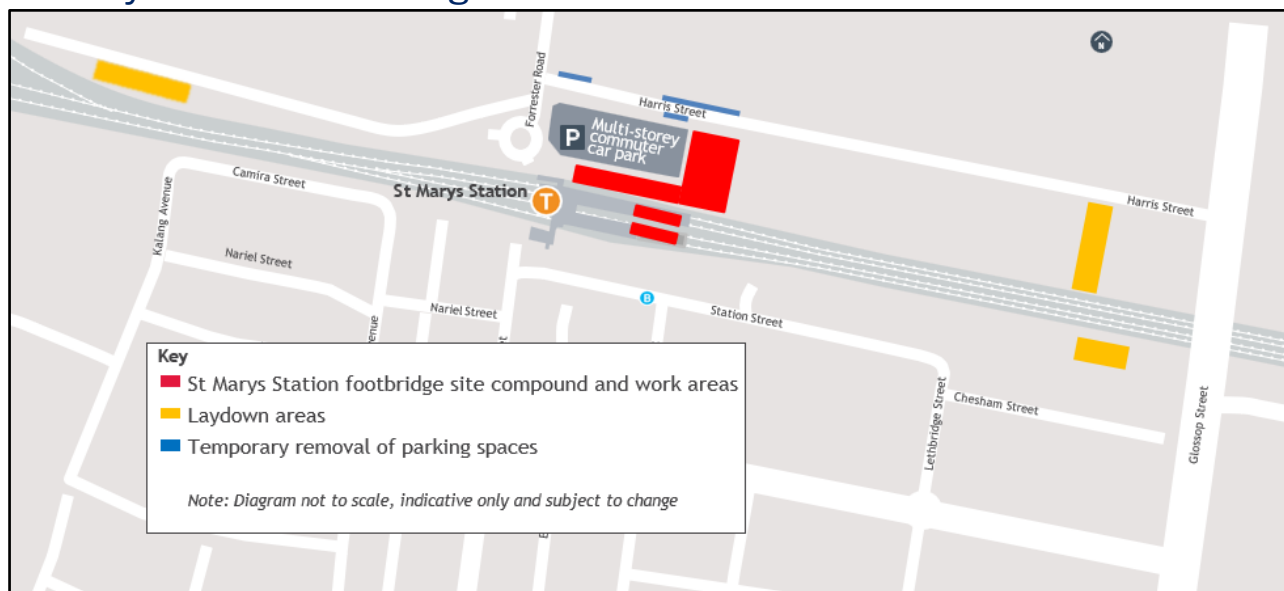 N
Forrester Road
Harris Street
P
Multi-storey
commuter
car park
Camira Street
St Marys Station
T
Harris Street
Kalang Avenue
Nariel Street
Nariel Street
B
Station Street
Key
St Marys Station footbridge site compound and work areas
Laydown areas
Temporary removal of parking spaces
Note: Diagram not to scale, indicative only and subject to change
Lethbridge Street
Chesham Street
Glossop Street